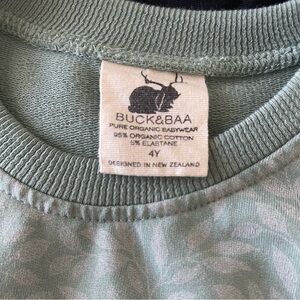 BUCK&BAA
PURE ORGANIC BABYWEAR
95% ORGANIC COTTON
5% ELASTANE
4Y
DESIGNED IN NEW ZEALAND